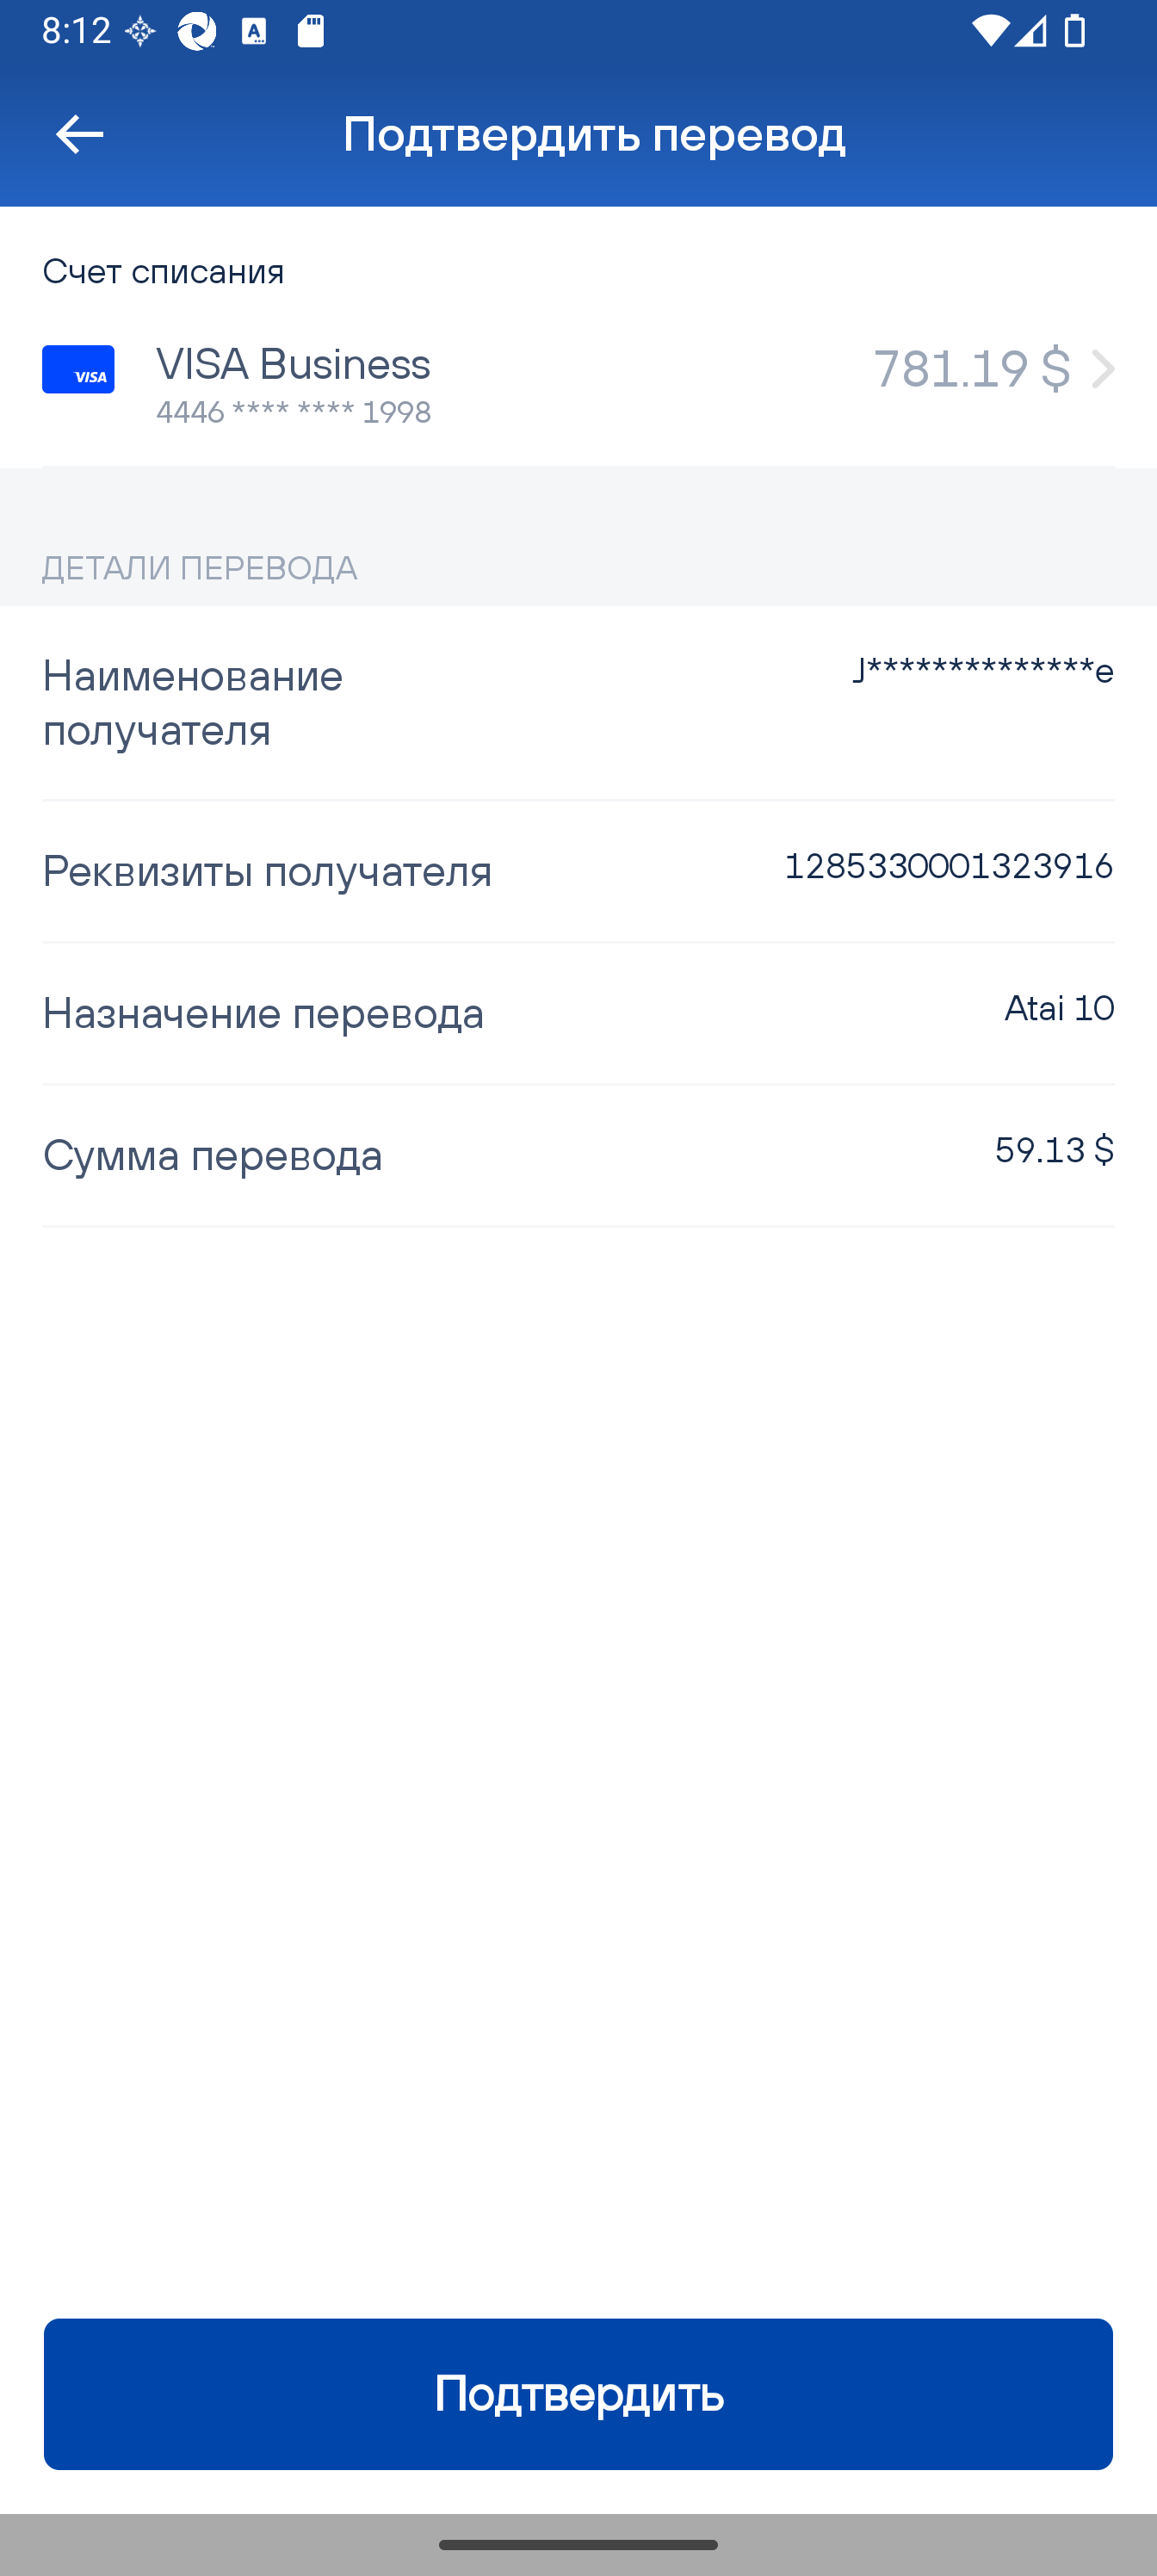 8:12
Подтвердить перевод
Счет списания
VISA
VISA Business
781.19 $
4446 **** **** 1998
ДЕТАЛИ ПЕРЕВОДА
Наименование
получателя
J**************e
Реквизиты получателя
1285330001323916
Назначение перевода
Atai 10
Сумма перевода
59.13 $
Подтвердить